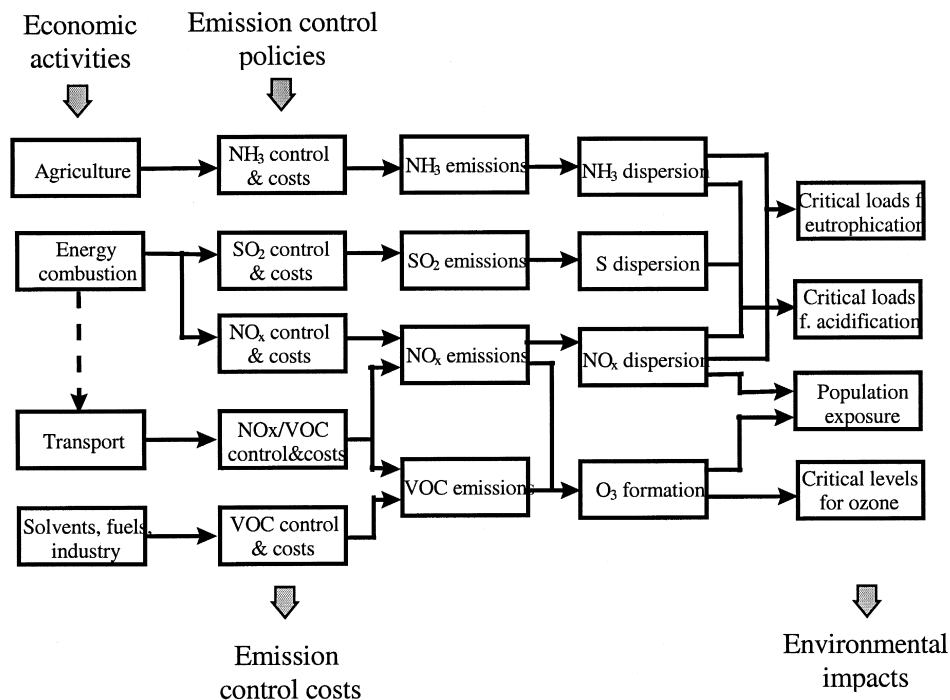 Economic
activities
Emission control
policies
Agriculture
NH₃ control
& costs
NH₃ emissions
NH₃ dispersion
Critical loads f
eutrophication
Energy
combustion
SO₂ control
& costs
SO₂ emissions
S dispersion
Critical loads
f. acidification
NOₓ control
& costs
NOₓ emissions
NOₓ dispersion
Population
exposure
Transport
NOx/VOC
control&costs
VOC emissions
O₃ formation
Critical levels
for ozone
Solvents, fuels,
industry
VOC control
& costs
Emission
control costs
Environmental
impacts